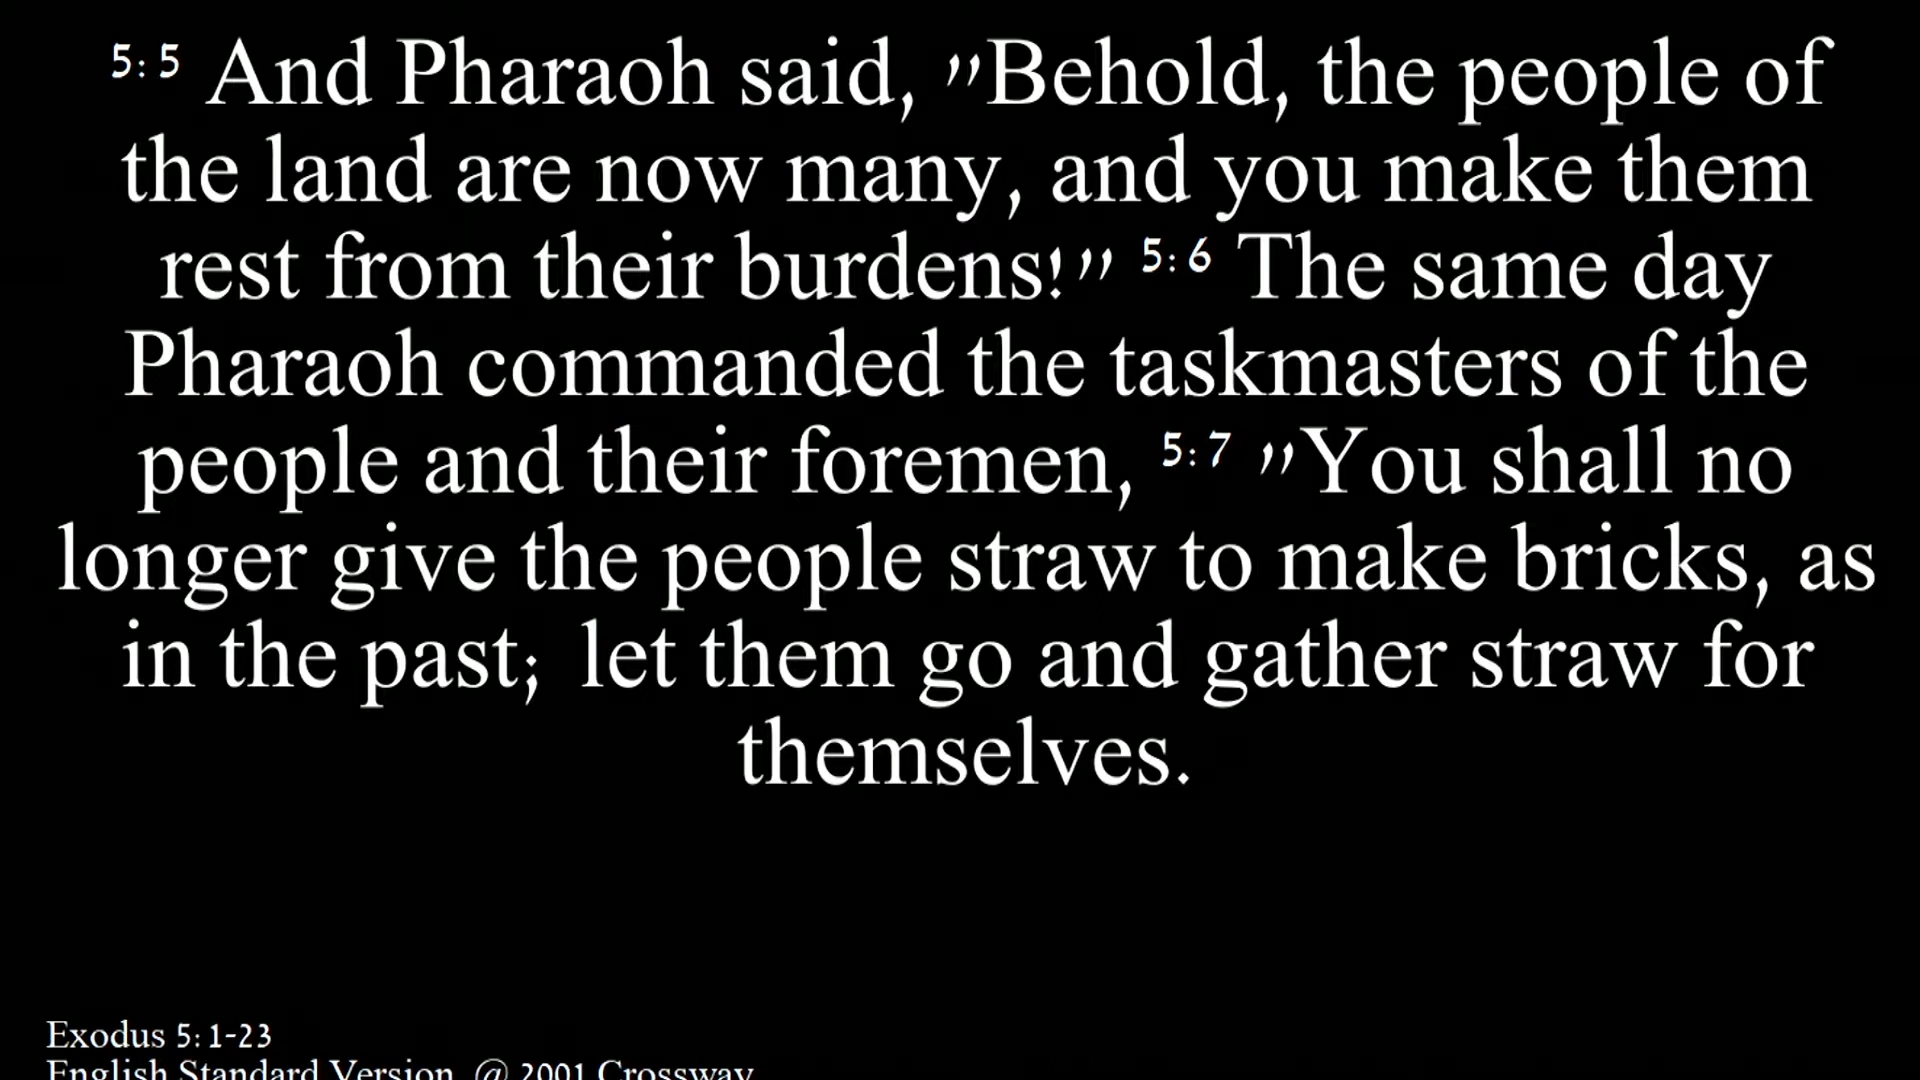 5:5 And Pharaoh said, "Behold, the people of
the land are now many, and you make them
rest from their burdens!" 5:6 The same day
Pharaoh commanded the taskmasters of the
people and their foremen, 5:7 "You shall no
longer give the people straw to make bricks, as
in the past; let them go and gather straw for
themselves.
Exodus 5:1-23
English Standard Version @ 2001 Crossway